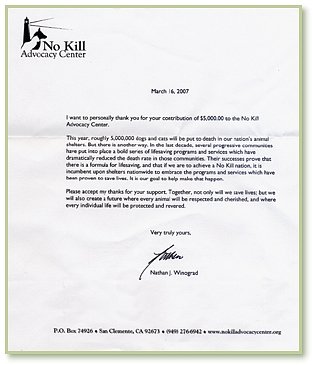 No Kill
Advocacy Center
March 16, 2007
I want to personally thank you for your contribution of $5,000.00 to the No Kill
Advocacy Center.
This year, roughly 5,000,000 dogs and cats will be put to death in our nation's animal
shelters. But there is another way. In the last decade, several progressive communities
have put into place a bold series of lifesaving programs and services which have
dramatically reduced the death rate in those communities. Their successes prove that
there is a formula for lifesaving, and that if we are to achieve a No Kill nation, it is
incumbent upon shelters nationwide to embrace the programs and services which have
been proven to save lives. It is our goal to help make that happen.
Please accept my thanks for your support. Together, not only will we save lives; but we
will also create a future where every animal will be respected and cherished, and where
every individual life will be protected and revered.
Very truly yours,
Nathan
Nathan J. Winograd
P.O. Box 74926 • San Clemente, CA 92673 • (949) 276-6942 • www.nokilladvocacycenter.org